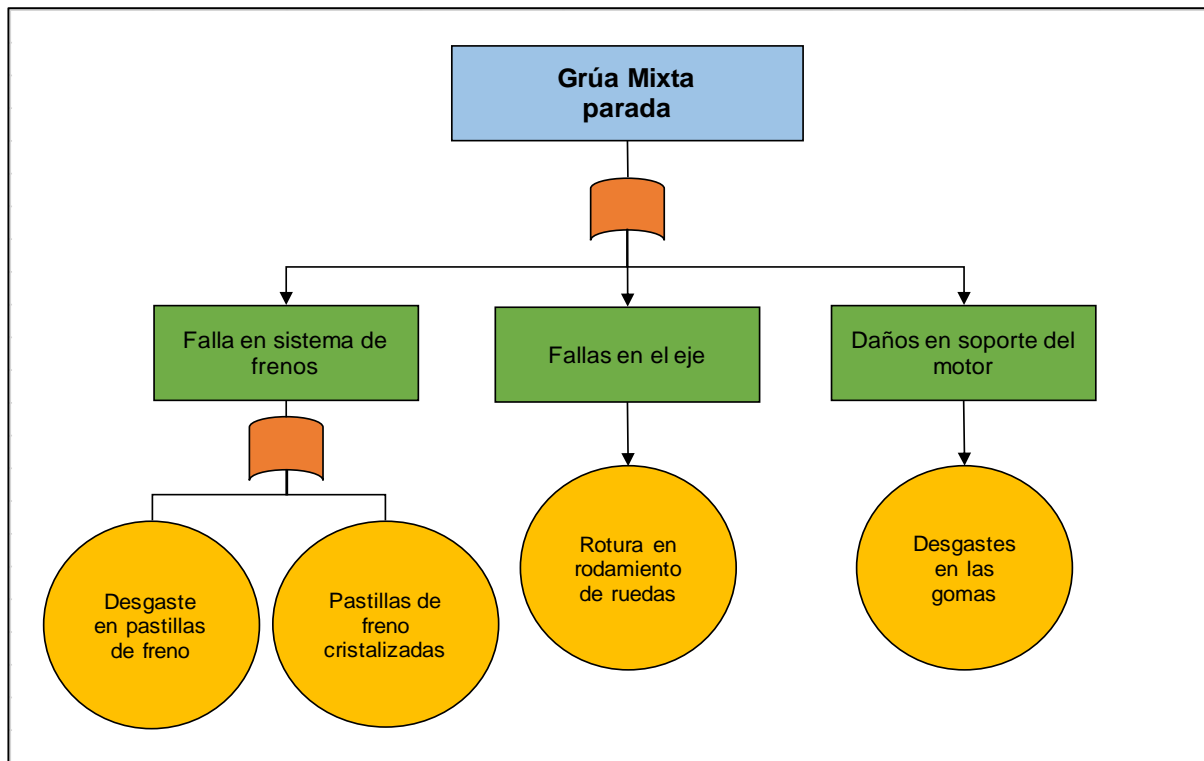 Grúa Mixta
parada
Falla en sistema de
frenos
Fallas en el eje
Daños en soporte del
motor
Desgaste
en pastillas
de freno
Pastillas de
freno
cristalizadas
Rotura en
rodamiento
de ruedas
Desgastes
en las
gomas